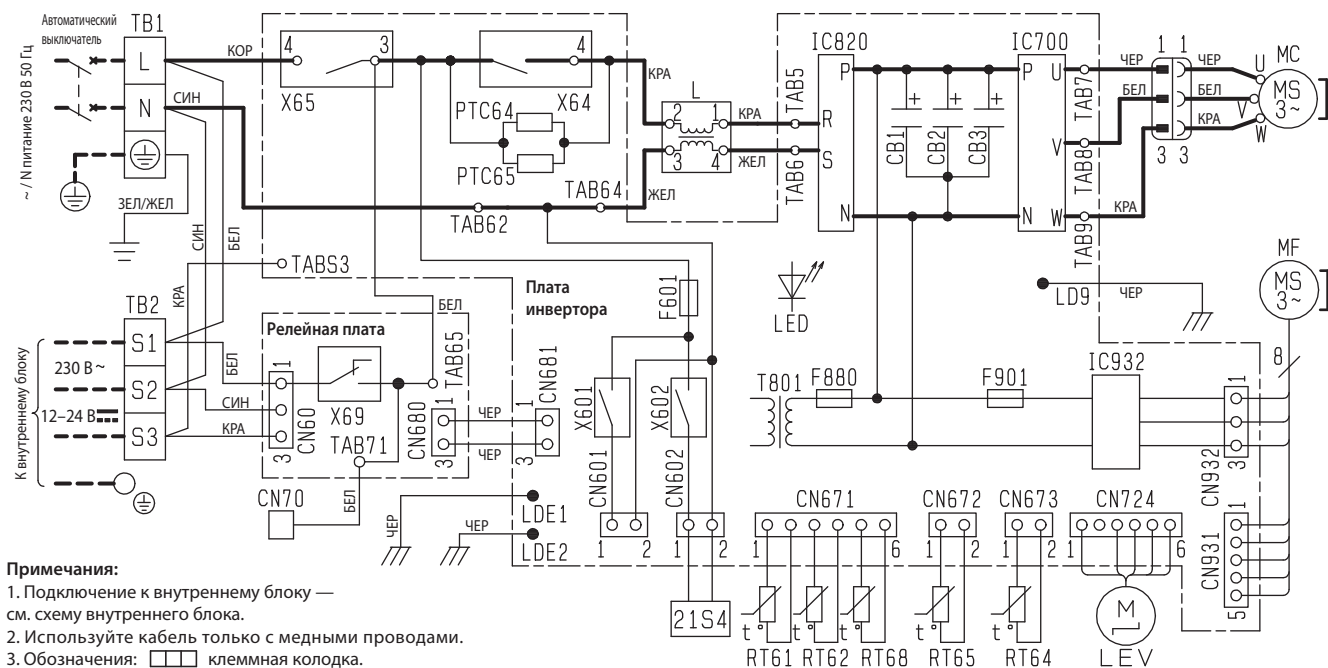 Автоматический
выключатель
TB1
L
N
~ / N питание 230 В 50 Гц
КОР
СИН
ЗЕЛ/ЖЕЛ
СИН
БЕЛ
КРА
4
3
X65
4
X64
PTC64
PTC65
TAB62
TAB64
КРА
ЖЕЛ
L
2
1
3
4
КРА
ЖЕЛ
TAB5
TAB6
IC820
P
R
S
N
CB1
+
CB2
+
CB3
+
IC700
P
U
V
N
W
TAB7
TAB8
TAB9
ЧЕР
БЕЛ
КРА
1
1
3
3
ЧЕР
БЕЛ
КРА
MC
U
V
W
MS
3~
TABS3
Плата
инвертора
F601
LED
LD9
ЧЕР
MF
MS
3~
8
TB2
S1
S2
S3
230 В ~
12–24 В
К внутреннему блоку
Релейная плата
БЕЛ
СИН
КРА
1
CN60
3
X69
TAB71
БЕЛ
TAB65
1
CN680
3
ЧЕР
ЧЕР
CN681
1
3
CN70
БЕЛ
ЧЕР
ЧЕР
LDE1
LDE2
X601
X602
CN601
1
2
CN602
1
2
21S4
T801
F880
F901
IC932
1
CN932
3
1
CN931
5
CN671
1
6
CN672
1
2
CN673
1
2
CN724
1
6
t°
RT61
t°
RT62
t°
RT68
t°
RT65
t°
RT64
M
LEV
Примечания:
1. Подключение к внутреннему блоку —
см. схему внутреннего блока.
2. Используйте кабель только с медными проводами.
3. Обозначения: клеммная колодка.